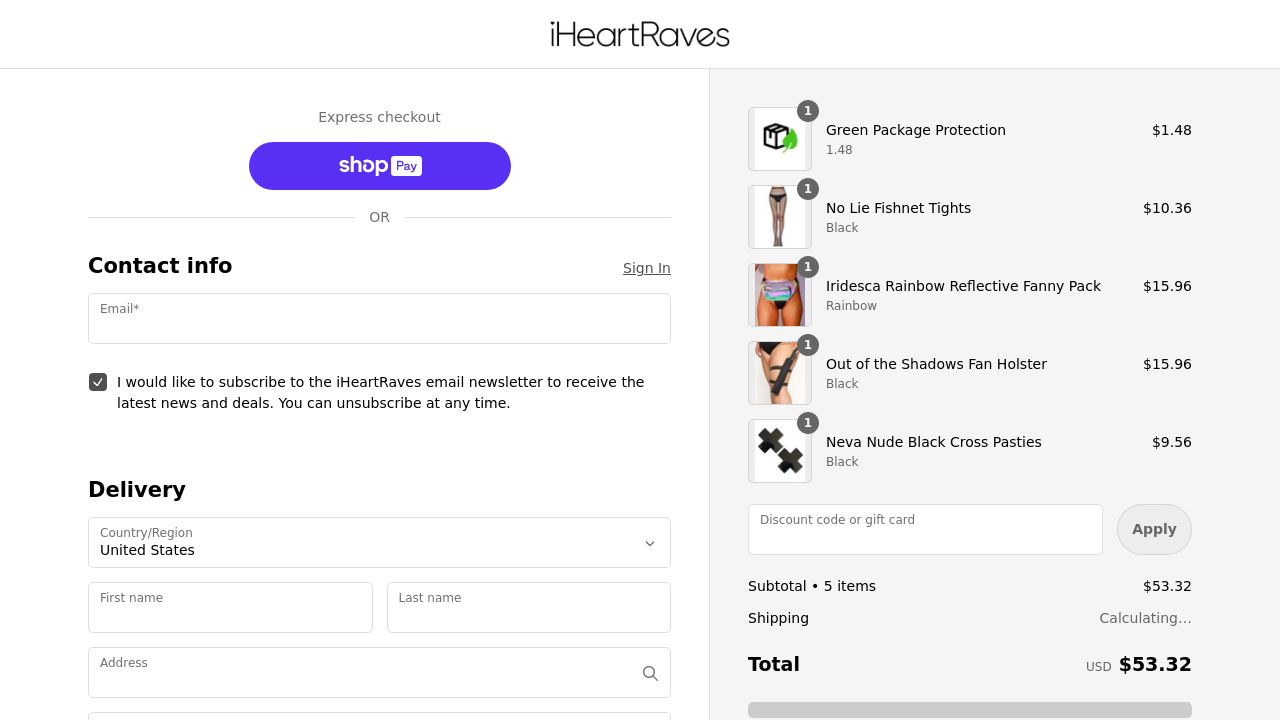 iHeartRaves
Express checkout
shop Pay
OR
Contact info
Sign In
Email*
I would like to subscribe to the iHeartRaves email newsletter to receive the
latest news and deals. You can unsubscribe at any time.
Delivery
Country/Region
United States
First name
Last name
Address
1
Green Package Protection
$1.48
1.48
1
No Lie Fishnet Tights
$10.36
Black
1
Iridesca Rainbow Reflective Fanny Pack
$15.96
Rainbow
1
Out of the Shadows Fan Holster
$15.96
Black
1
Neva Nude Black Cross Pasties
$9.56
Black
Discount code or gift card
Apply
Subtotal • 5 items
$53.32
Shipping
Calculating...
Total
USD $53.32